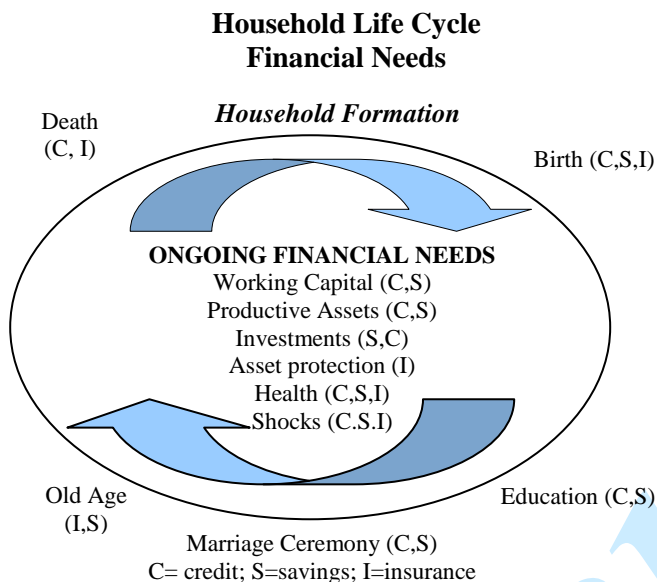 Household Life Cycle
Financial Needs
Household Formation
Death
(C, I)
Birth (C,S,I)
ONGOING FINANCIAL NEEDS
Working Capital (C,S)
Productive Assets (C,S)
Investments (S,C)
Asset protection (I)
Health (C,S,I)
Shocks (C.S.I)
Old Age
(I,S)
Education (C,S)
Marriage Ceremony (C,S)
C= credit; S=savings; I=insurance